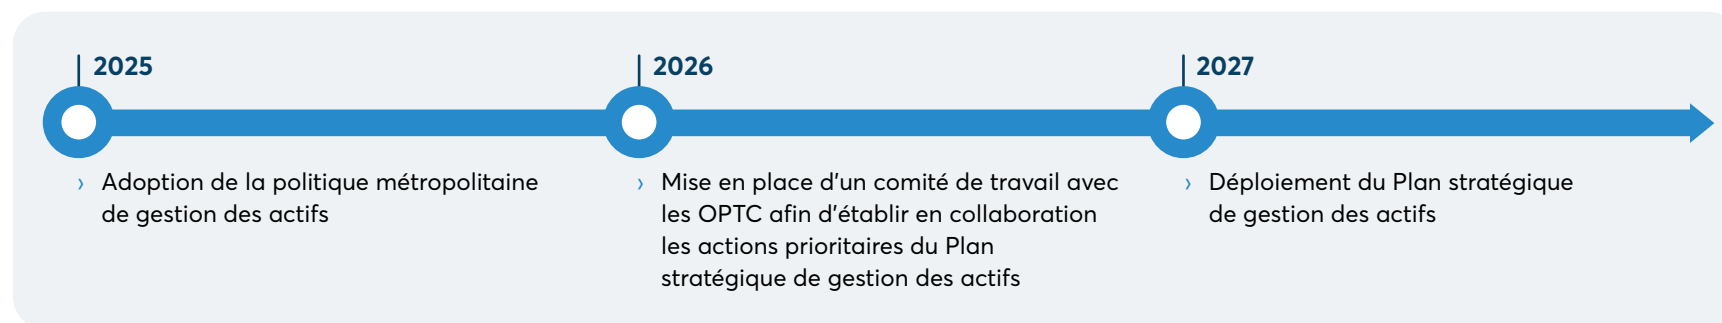 2025
› Adoption de la politique métropolitaine
de gestion des actifs
2026
› Mise en place d’un comité de travail avec
les OPTC afin d’établir en collaboration
les actions prioritaires du Plan
stratégique de gestion des actifs
2027
› Déploiement du Plan stratégique
de gestion des actifs